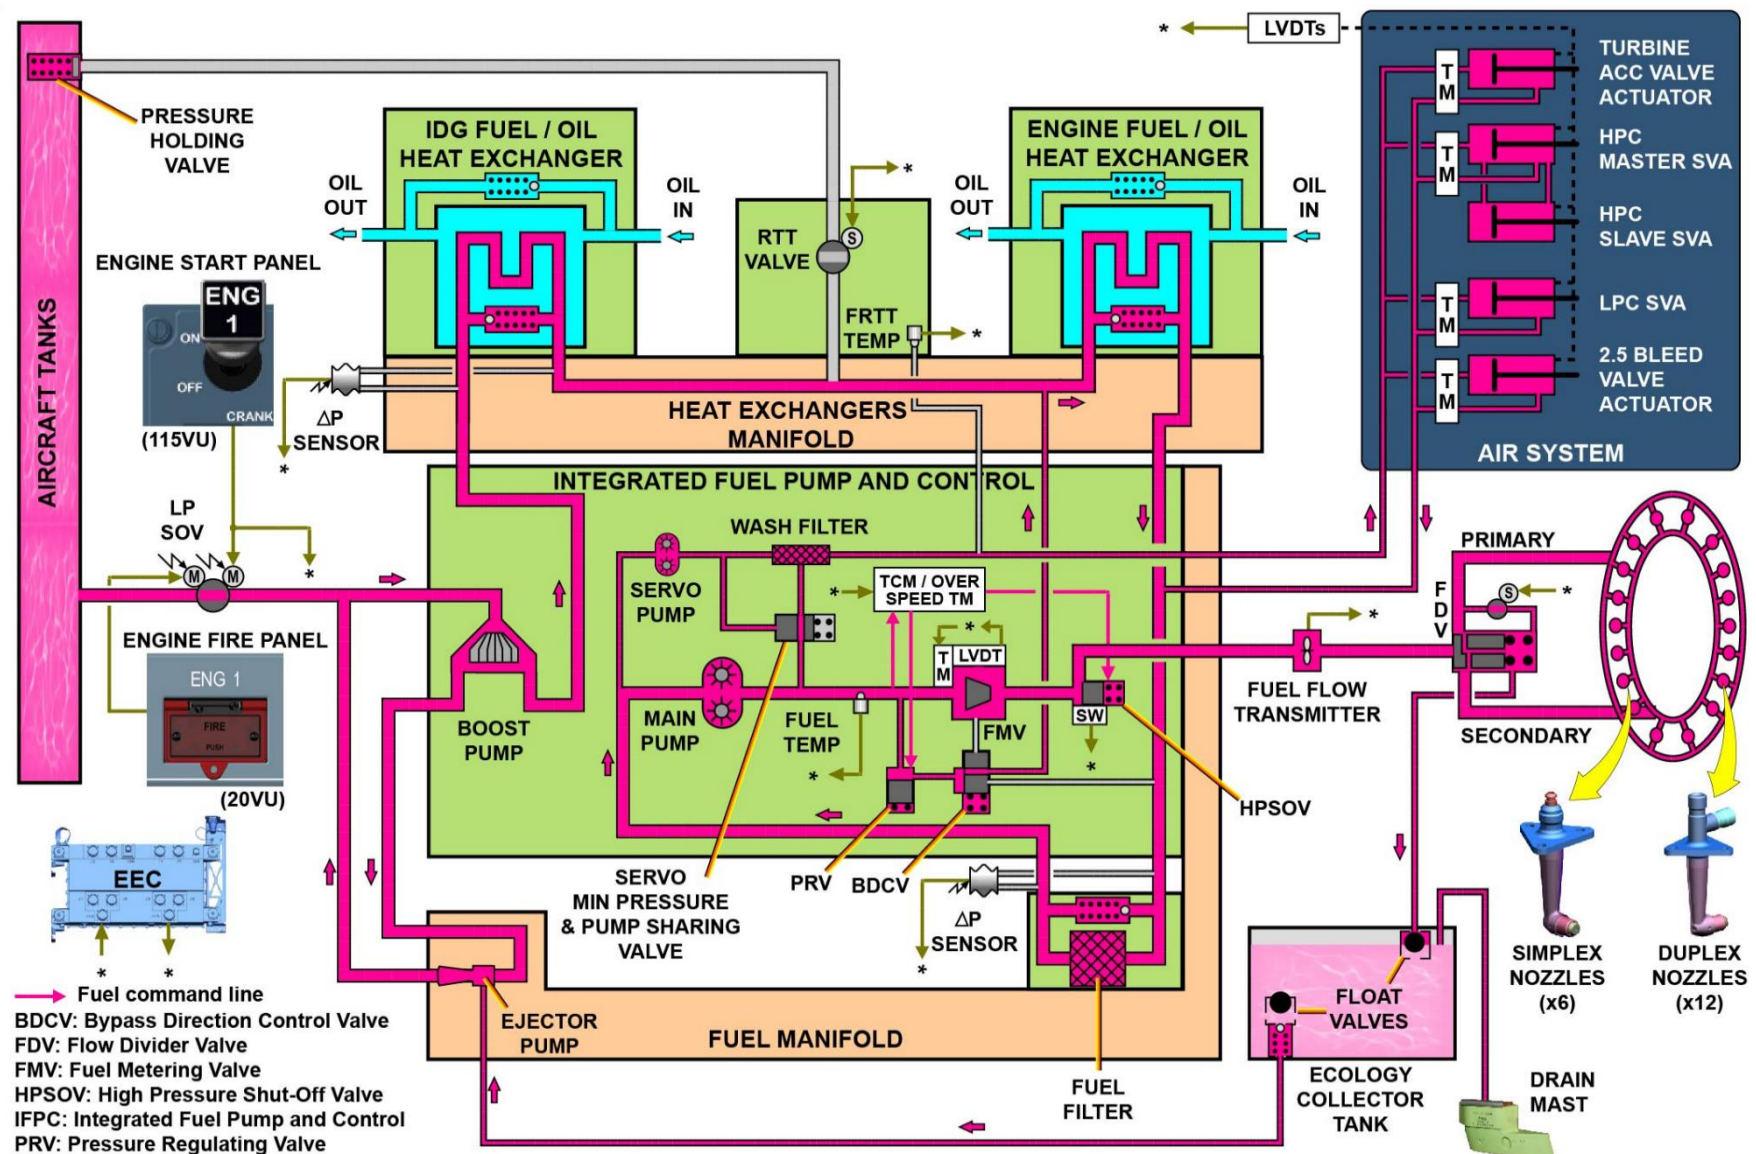 LVDTs
*
AIRCRAFT TANKS
PRESSURE
HOLDING
VALVE
IDG FUEL / OIL
HEAT EXCHANGER
OIL
OUT
OIL
IN
RTT
VALVE
S
*
FRTT
TEMP
*
ENGINE FUEL / OIL
HEAT EXCHANGER
OIL
OUT
OIL
IN
TM
TURBINE
ACC VALVE
ACTUATOR
TM
HPC
MASTER SVA
HPC
SLAVE SVA
TM
LPC SVA
TM
2.5 BLEED
VALVE
ACTUATOR
AIR SYSTEM
ENGINE START PANEL
ENG
1
ON
OFF
CRANK
(115VU)
ΔP
SENSOR
*
HEAT EXCHANGERS
MANIFOLD
LP
SOV
M
M
*
ENGINE FIRE PANEL
ENG 1
FIRE
PUSH
(20VU)
INTEGRATED FUEL PUMP AND CONTROL
WASH FILTER
SERVO
PUMP
*
TCM / OVER
SPEED TM
BOOST
PUMP
MAIN
PUMP
FUEL
TEMP
*
*
TM
LVDT
FMV
SW
*
HPSOV
PRV
BDCV
SERVO
MIN PRESSURE
& PUMP SHARING
VALVE
ΔP
SENSOR
*
FUEL FLOW
TRANSMITTER
*
FDV
PRIMARY
S
*
SECONDARY
SIMPLEX
NOZZLES
(x6)
DUPLEX
NOZZLES
(x12)
EEC
*
*
EJECTOR
PUMP
FUEL MANIFOLD
FUEL
FILTER
FLOAT
VALVES
ECOLOGY
COLLECTOR
TANK
DRAIN
MAST
Fuel command line
BDCV: Bypass Direction Control Valve
FDV: Flow Divider Valve
FMV: Fuel Metering Valve
HPSOV: High Pressure Shut-Off Valve
IFPC: Integrated Fuel Pump and Control
PRV: Pressure Regulating Valve